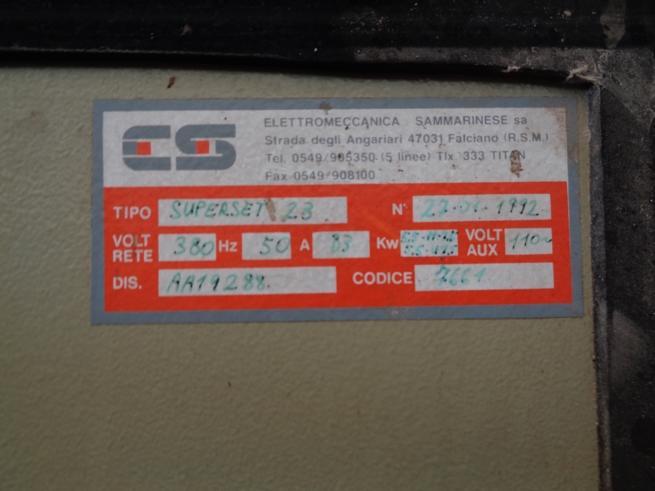 CS
ELETTROMECCANICA SAMMARINESE sa
Strada degli Angariari 47031 Falciano (R.S.M.)
Tel. 0549/905350 (5 linee) Tlx. 333 TITAN
Fax 0549/908100
TIPO SUPERSET 23 N° 27-01-1992
VOLT RETE 380 Hz 50 A 83 Kw VOLT AUX 110~
DIS. AA19288 CODICE 7661